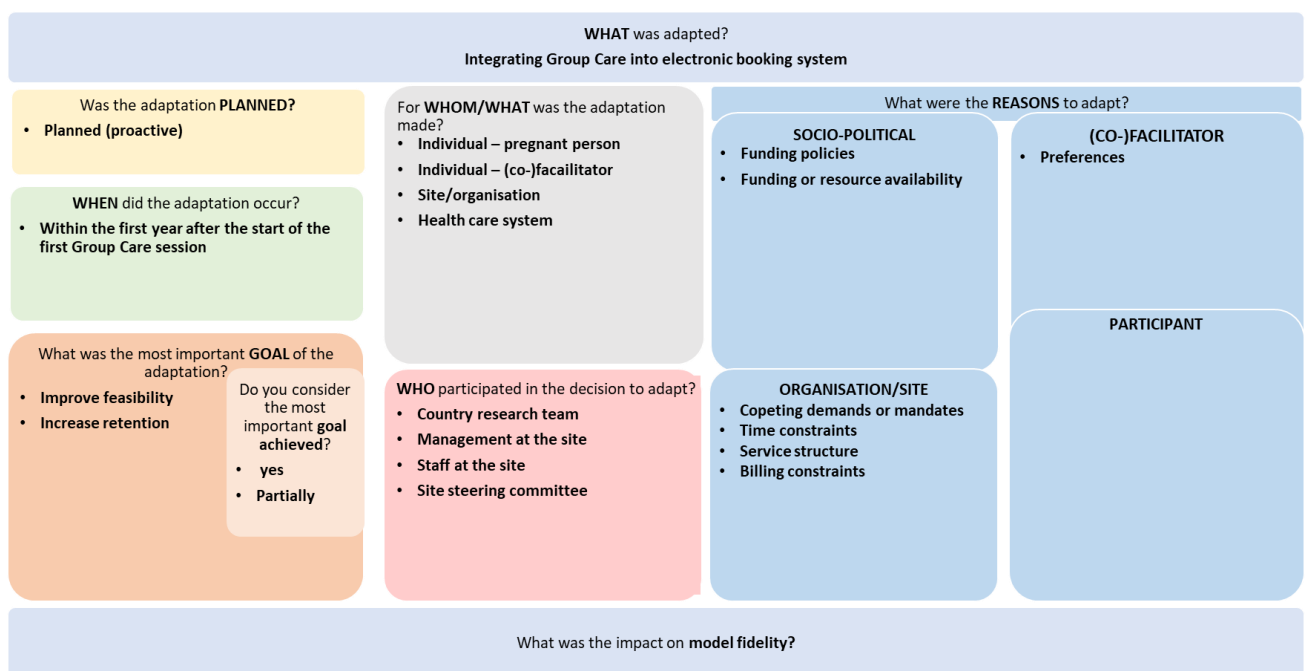 WHAT was adapted?
Integrating Group Care into electronic booking system
Was the adaptation PLANNED?
• Planned (proactive)
WHEN did the adaptation occur?
• Within the first year after the start of the
first Group Care session
What was the most important GOAL of the
adaptation?
• Improve feasibility
• Increase retention
Do you consider
the most
important goal
achieved?
• yes
• Partially
For WHOM/WHAT was the adaptation
made?
• Individual – pregnant person
• Individual – (co-)facailitator
• Site/organisation
• Health care system
WHO participated in the decision to adapt?
• Country research team
• Management at the site
• Staff at the site
• Site steering committee
What were the REASONS to adapt?
SOCIO-POLITICAL
• Funding policies
• Funding or resource availability
(CO-)FACILITATOR
• Preferences
ORGANISATION/SITE
• Copeting demands or mandates
• Time constraints
• Service structure
• Billing constraints
PARTICIPANT
What was the impact on model fidelity?